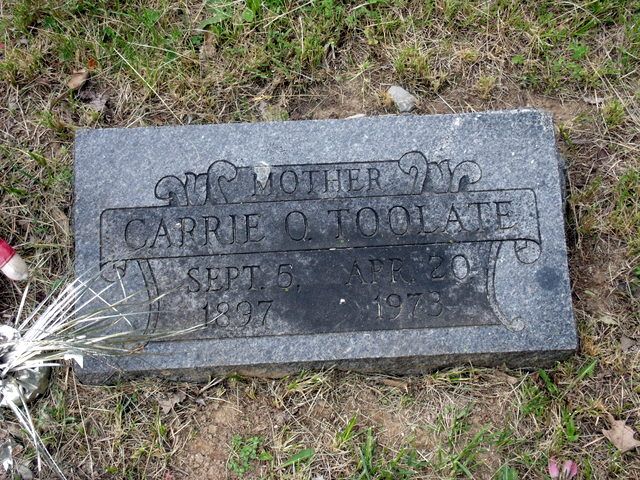 MOTHER
CARRIE O. TOOLATE
SEPT. 5, APR. 20
1897 1973